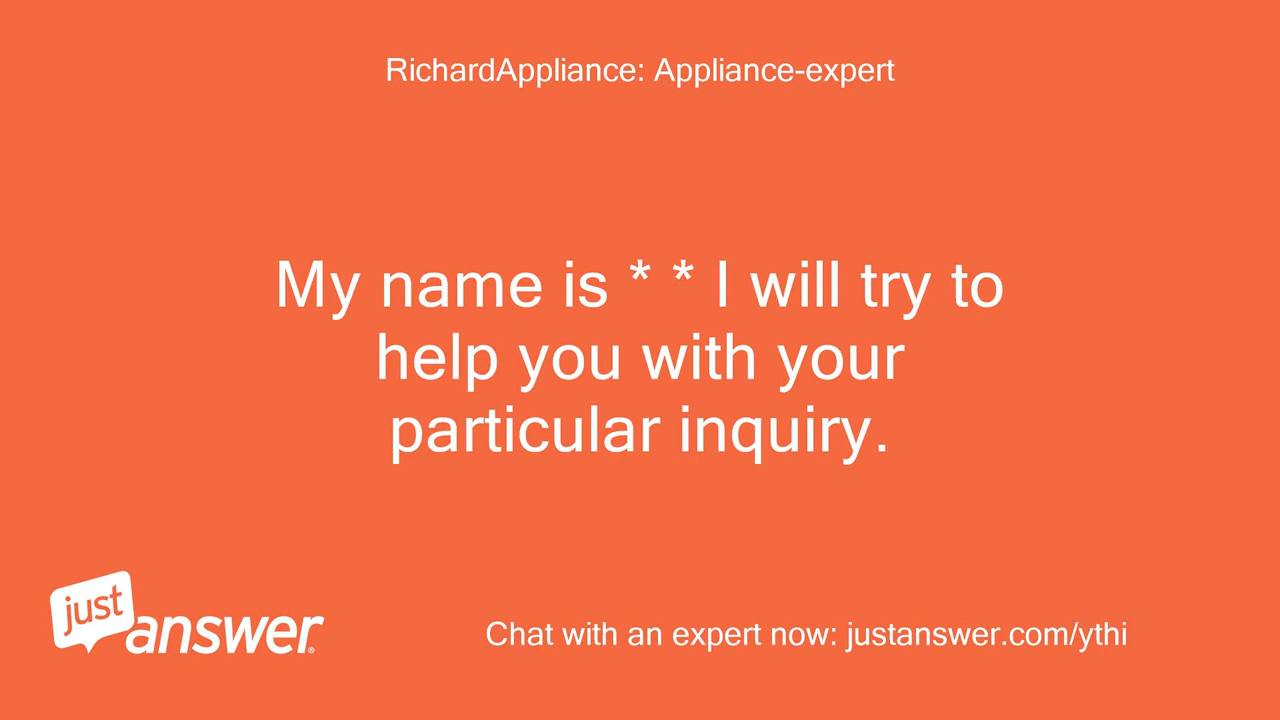 RichardAppliance: Appliance-expert
My name is * * I will try to
help you with your
particular inquiry.
just
answer®
Chat with an expert now: justanswer.com/ythi